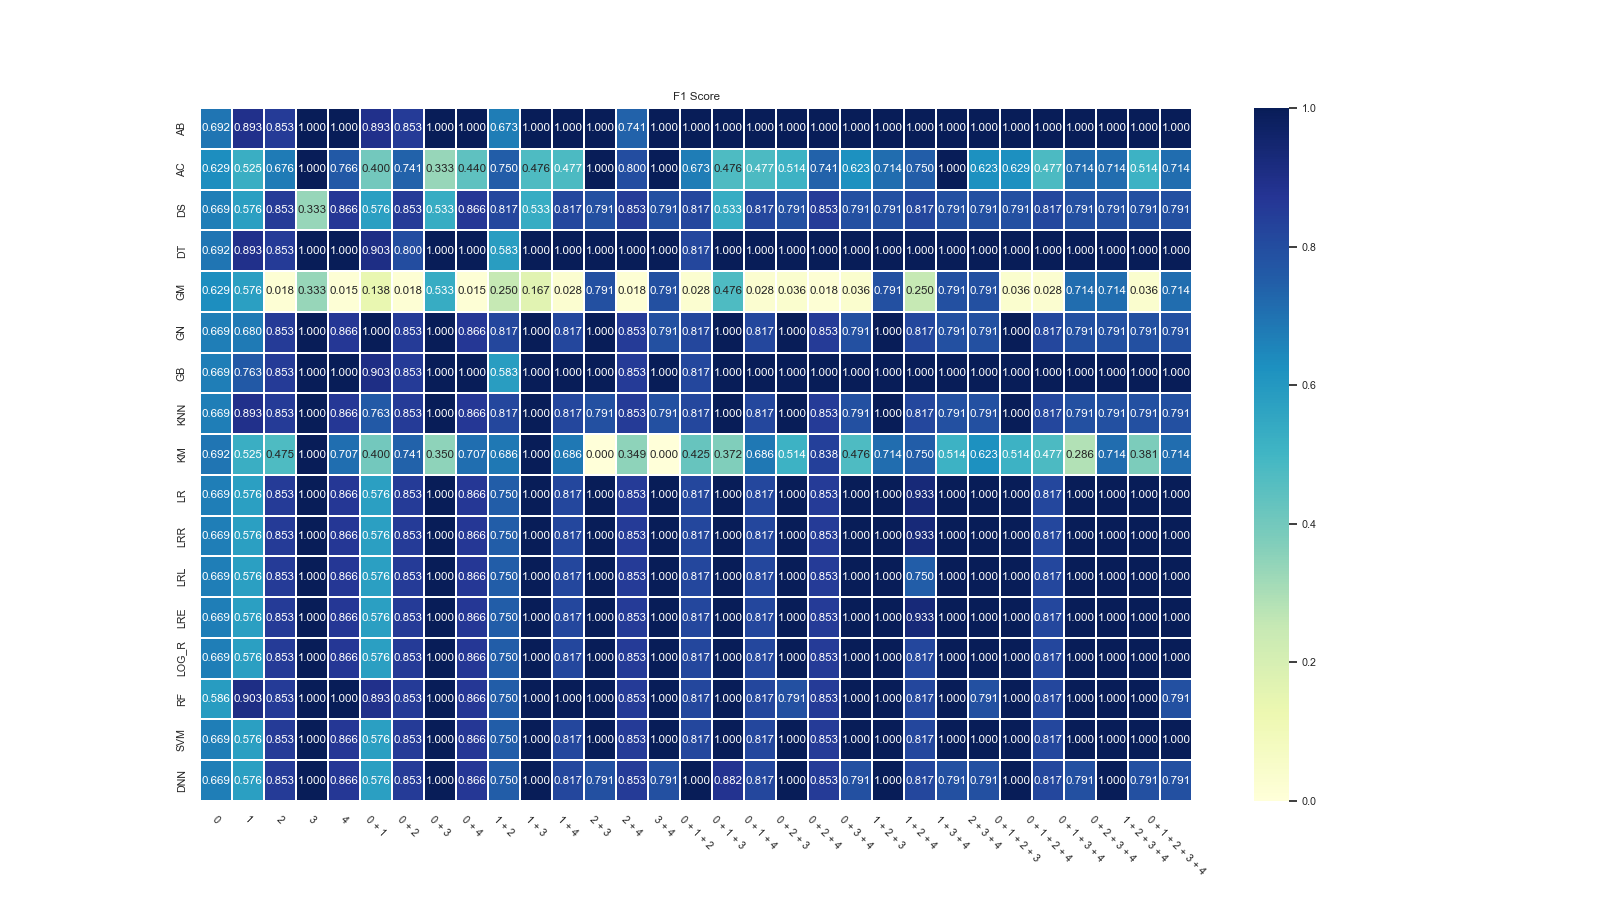 F1 Score
AB 0.692 0.893 0.853 1.000 1.000 0.893 0.853 1.000 1.000 0.673 1.000 1.000 1.000 0.741 1.000 1.000 1.000 1.000 1.000 1.000 1.000 1.000 1.000 1.000 1.000 1.000 1.000 1.000 1.000 1.000 1.000
AC 0.629 0.525 0.676 1.000 0.766 0.400 0.741 0.333 0.440 0.750 0.476 0.477 1.000 0.800 1.000 0.673 0.476 0.477 0.514 0.741 0.623 0.714 0.750 1.000 0.623 0.629 0.477 0.714 0.714 0.514 0.714
DS 0.669 0.576 0.853 0.333 0.866 0.576 0.853 0.533 0.866 0.817 0.533 0.817 0.791 0.853 0.791 0.817 0.533 0.817 0.791 0.853 0.791 0.791 0.817 0.791 0.791 0.791 0.817 0.791 0.791 0.791 0.791
DT 0.692 0.893 0.853 1.000 1.000 0.903 0.800 1.000 1.000 0.583 1.000 1.000 1.000 1.000 1.000 0.817 1.000 1.000 1.000 1.000 1.000 1.000 1.000 1.000 1.000 1.000 1.000 1.000 1.000 1.000 1.000
GM 0.629 0.576 0.018 0.333 0.015 0.138 0.018 0.533 0.015 0.250 0.167 0.028 0.791 0.018 0.791 0.028 0.476 0.028 0.036 0.018 0.036 0.791 0.250 0.791 0.791 0.036 0.028 0.714 0.714 0.036 0.714
GN 0.669 0.680 0.853 1.000 0.866 1.000 0.853 1.000 0.866 0.817 1.000 0.817 1.000 0.853 0.791 0.817 1.000 0.817 1.000 0.853 0.791 1.000 0.817 0.791 0.791 1.000 0.817 0.791 0.791 0.791 0.791
GB 0.669 0.763 0.853 1.000 1.000 0.903 0.853 1.000 1.000 0.583 1.000 1.000 1.000 0.853 1.000 0.817 1.000 1.000 1.000 1.000 1.000 1.000 1.000 1.000 1.000 1.000 1.000 1.000 1.000 1.000 1.000
KNN 0.669 0.893 0.853 1.000 0.866 0.763 0.853 1.000 0.866 0.817 1.000 0.817 0.791 0.853 0.791 0.817 1.000 0.817 1.000 0.853 0.791 1.000 0.817 0.791 0.791 1.000 0.817 0.791 0.791 0.791 0.791
KM 0.692 0.525 0.475 1.000 0.707 0.400 0.741 0.350 0.707 0.686 1.000 0.686 0.000 0.349 0.000 0.425 0.372 0.686 0.514 0.838 0.476 0.714 0.750 0.514 0.623 0.514 0.477 0.286 0.714 0.381 0.714
LR 0.669 0.576 0.853 1.000 0.866 0.576 0.853 1.000 0.866 0.750 1.000 0.817 1.000 0.853 1.000 0.817 1.000 0.817 1.000 0.853 1.000 1.000 0.933 1.000 1.000 1.000 0.817 1.000 1.000 1.000 1.000
LRR 0.669 0.576 0.853 1.000 0.866 0.576 0.853 1.000 0.866 0.750 1.000 0.817 1.000 0.853 1.000 0.817 1.000 0.817 1.000 0.853 1.000 1.000 0.933 1.000 1.000 1.000 0.817 1.000 1.000 1.000 1.000
LRL 0.669 0.576 0.853 1.000 0.866 0.576 0.853 1.000 0.866 0.750 1.000 0.817 1.000 0.853 1.000 0.817 1.000 0.817 1.000 0.853 1.000 1.000 0.750 1.000 1.000 1.000 0.817 1.000 1.000 1.000 1.000
LRE 0.669 0.576 0.853 1.000 0.866 0.576 0.853 1.000 0.866 0.750 1.000 0.817 1.000 0.853 1.000 0.817 1.000 0.817 1.000 0.853 1.000 1.000 0.933 1.000 1.000 1.000 0.817 1.000 1.000 1.000 1.000
LOG_R 0.669 0.576 0.853 1.000 0.866 0.576 0.853 1.000 0.866 0.750 1.000 0.817 1.000 0.853 1.000 0.817 1.000 0.817 1.000 0.853 1.000 1.000 0.817 1.000 1.000 1.000 0.817 1.000 1.000 1.000 1.000
RF 0.586 0.903 0.853 1.000 1.000 0.893 0.853 1.000 0.866 0.750 1.000 1.000 1.000 0.853 1.000 0.817 1.000 0.817 0.791 0.853 1.000 1.000 0.817 1.000 0.791 1.000 0.817 1.000 1.000 1.000 0.791
SVM 0.669 0.576 0.853 1.000 0.866 0.576 0.853 1.000 0.866 0.750 1.000 0.817 1.000 0.853 1.000 0.817 1.000 0.817 1.000 0.853 1.000 1.000 0.817 1.000 1.000 1.000 0.817 1.000 1.000 1.000 1.000
DNN 0.669 0.576 0.853 1.000 0.866 0.576 0.853 1.000 0.866 0.750 1.000 0.817 0.791 0.853 0.791 1.000 0.882 0.817 1.000 0.853 0.791 1.000 0.817 0.791 0.791 1.000 0.817 0.791 1.000 0.791 0.791
0
1
2
3
4
0 + 1
0 + 2
0 + 3
0 + 4
1 + 2
1 + 3
1 + 4
2 + 3
2 + 4
3 + 4
0 + 1 + 2
0 + 1 + 3
0 + 1 + 4
0 + 2 + 3
0 + 2 + 4
0 + 3 + 4
1 + 2 + 3
1 + 2 + 4
1 + 3 + 4
2 + 3 + 4
0 + 1 + 2 + 3
0 + 1 + 2 + 4
0 + 1 + 3 + 4
0 + 2 + 3 + 4
1 + 2 + 3 + 4
0 + 1 + 2 + 3 + 4
1.0
0.8
0.6
0.4
0.2
0.0